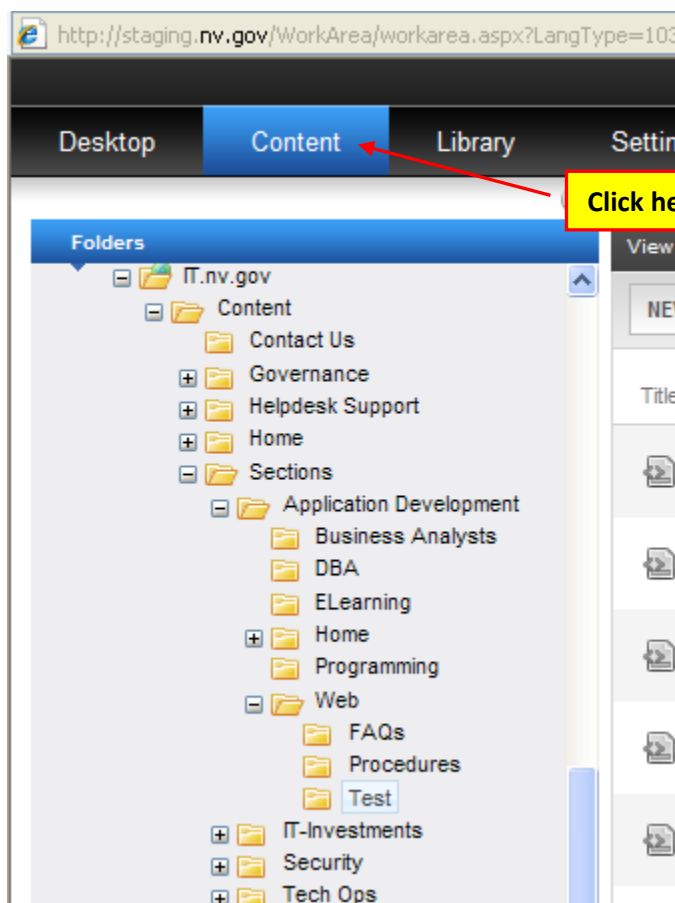 http://staging.nv.gov/WorkArea/workarea.aspx?LangType=103
Desktop Content Library Settin
Click he
Folders
View
IT.nv.gov
Content
NE
Contact Us
Governance
Title
Helpdesk Support
Home
Sections
Application Development
Business Analysts
DBA
ELearning
Home
Programming
Web
FAQs
Procedures
Test
IT-Investments
Security
Tech Ops